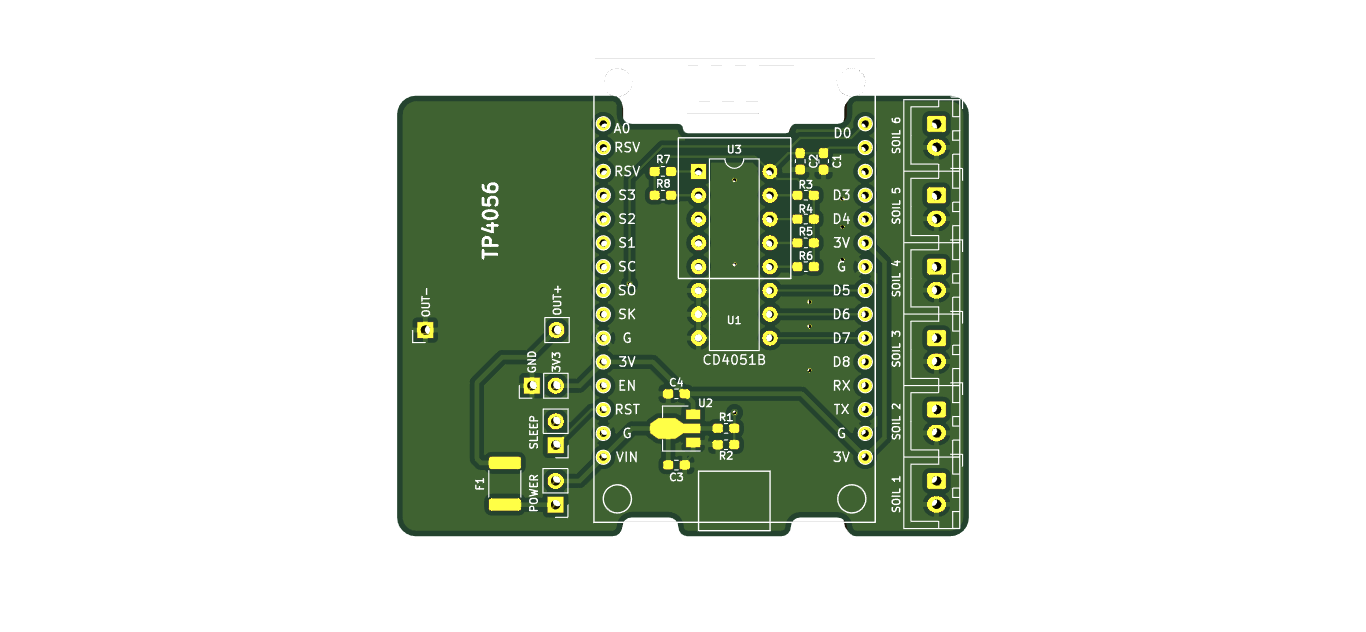 A0
RSV
RSV
S3
S2
S1
SC
SO
SK
G
3V
EN
RST
G
VIN
D0
D3
D4
3V
G
D5
D6
D7
D8
RX
TX
G
3V
U3
R7
R8
C2
C1
R3
R4
R5
R6
U1
CD4051B
C4
U2
R1
R2
C3
TP4056
OUT-
OUT+
GND
3V3
SLEEP
POWER
F1
SOIL 6
SOIL 5
SOIL 4
SOIL 3
SOIL 2
SOIL 1